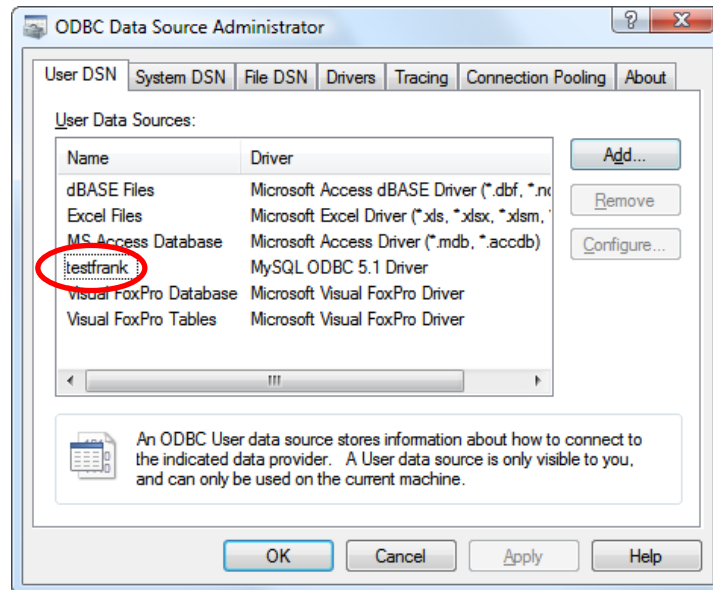 ODBC Data Source Administrator
User DSN System DSN File DSN Drivers Tracing Connection Pooling About
User Data Sources:
Name Driver
Add...
dBASE Files Microsoft Access dBASE Driver (*.dbf, *.nd
Remove
Excel Files Microsoft Excel Driver (*.xls, *.xlsx, *.xlsm, *
MS Access Database Microsoft Access Driver (*.mdb, *.accdb)
Configure...
testfrank MySQL ODBC 5.1 Driver
Visual FoxPro Database Microsoft Visual FoxPro Driver
Visual FoxPro Tables Microsoft Visual FoxPro Driver
An ODBC User data source stores information about how to connect to
the indicated data provider. A User data source is only visible to you,
and can only be used on the current machine.
OK Cancel Apply Help